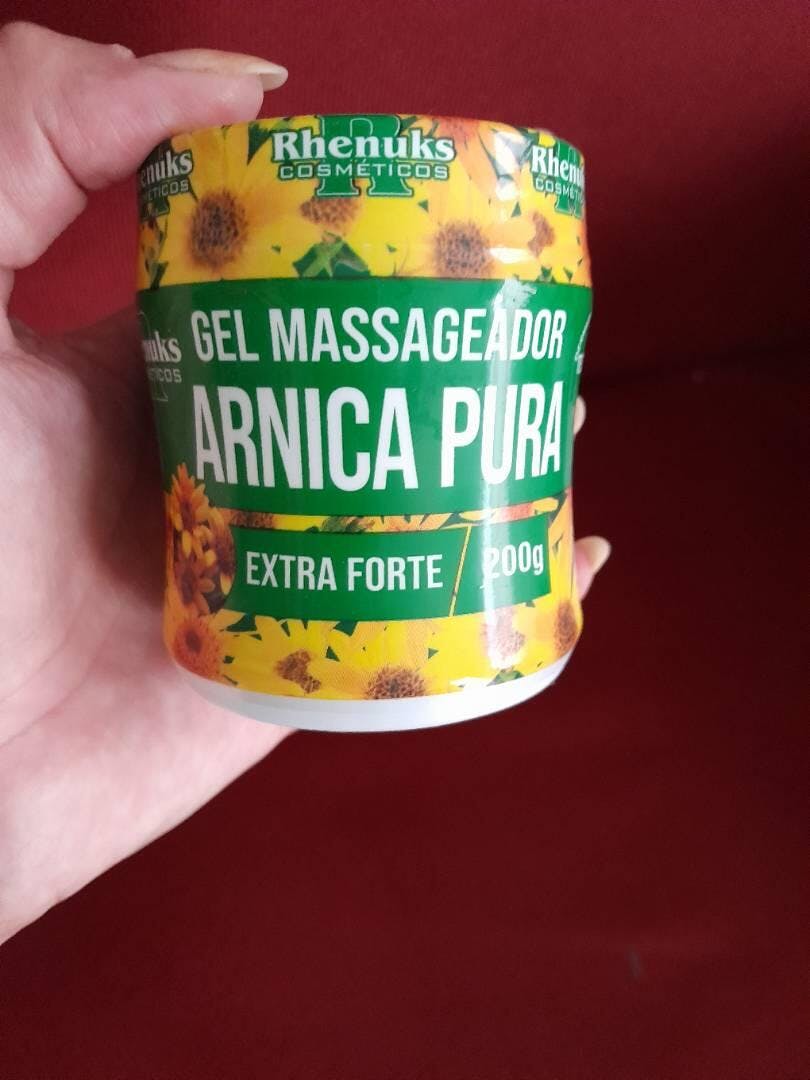 Rhenuks
COSMÉTICOS
GEL MASSAGEADOR
ARNICA PURA
EXTRA FORTE
200g